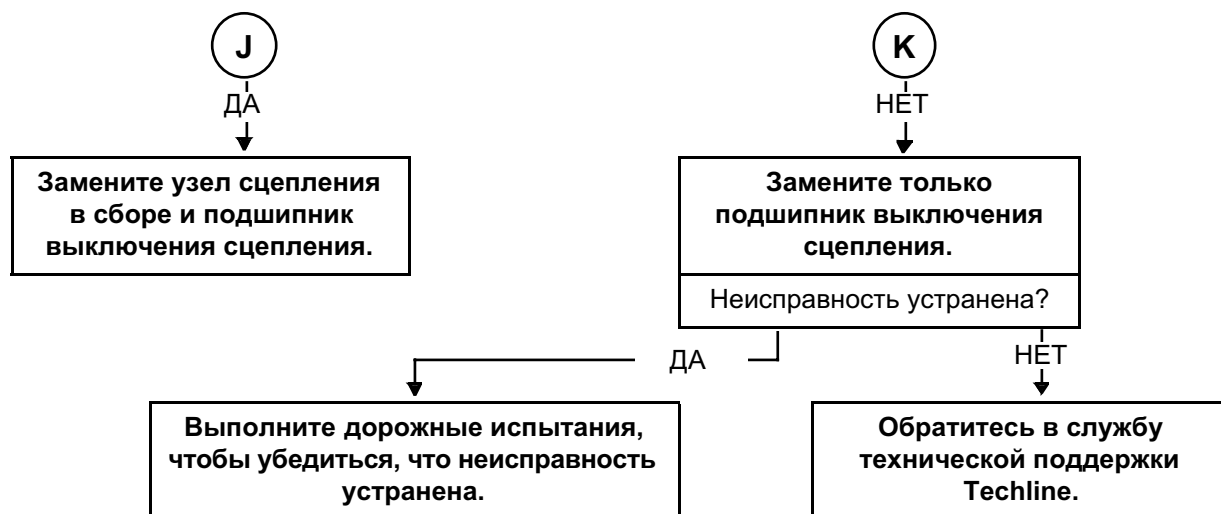 J
K
ДА
НЕТ
Замените узел сцепления
в сборе и подшипник
выключения сцепления.
Замените только
подшипник выключения
сцепления.
Неисправность устранена?
ДА
НЕТ
Выполните дорожные испытания,
чтобы убедиться, что неисправность
устранена.
Обратитесь в службу
технической поддержки
Techline.